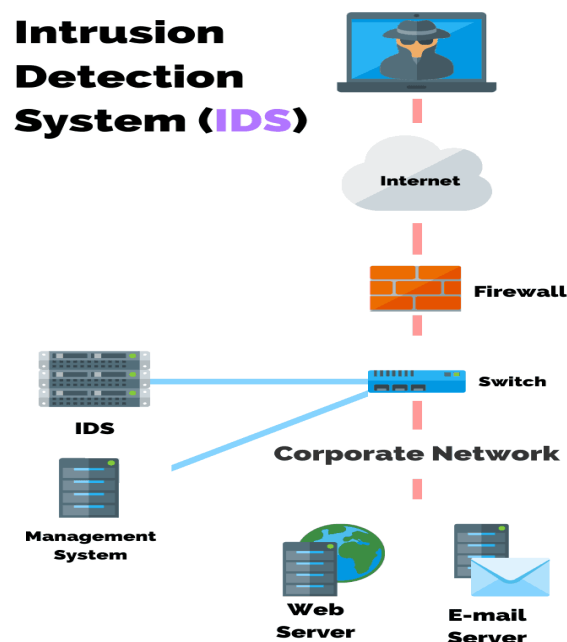 Intrusion
Detection
System (IDS)
Internet
Firewall
Switch
IDS
Corporate Network
Management
System
Web
Server
E-mail
Server